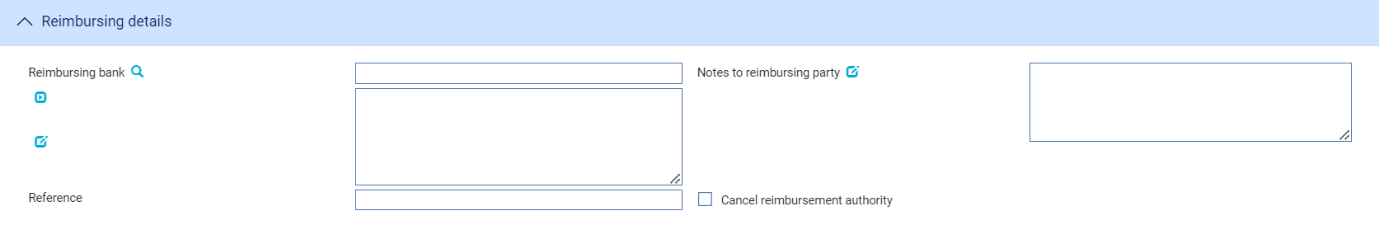 Reimbursing details
Reimbursing bank
Notes to reimbursing party
Reference
Cancel reimbursement authority